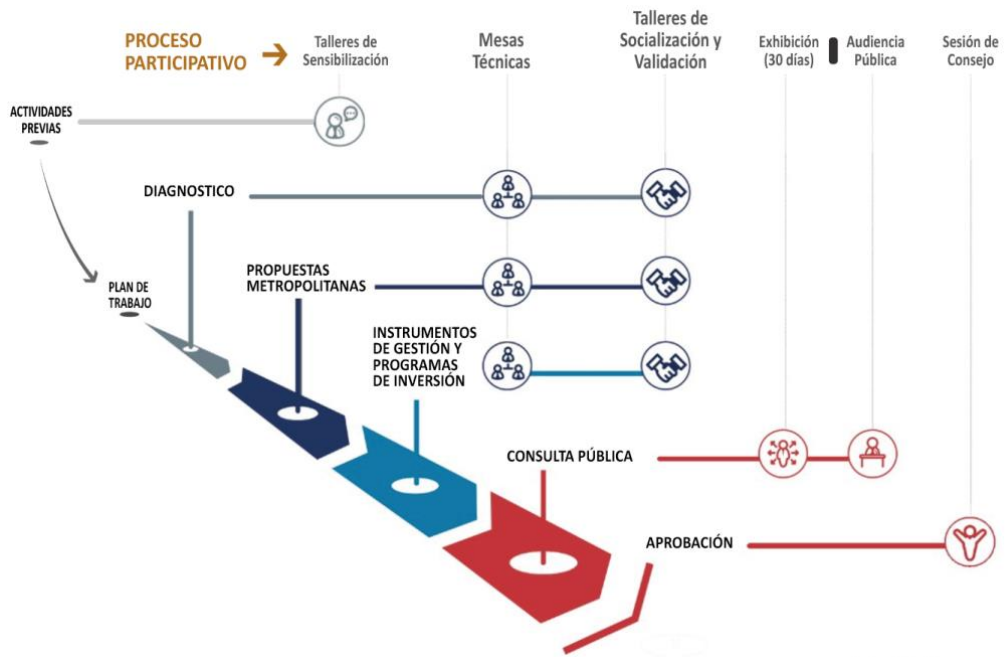 PROCESO
PARTICIPATIVO
Talleres de
Sensibilización
Mesas
Técnicas
Talleres de
Socialización y
Validación
Exhibición
(30 días)
Audiencia
Pública
Sesión de
Consejo
ACTIVIDADES
PREVIAS
DIAGNOSTICO
PLAN DE
TRABAJO
PROPUESTAS
METROPOLITANAS
INSTRUMENTOS
DE GESTIÓN Y
PROGRAMAS
DE INVERSIÓN
CONSULTA PÚBLICA
APROBACIÓN